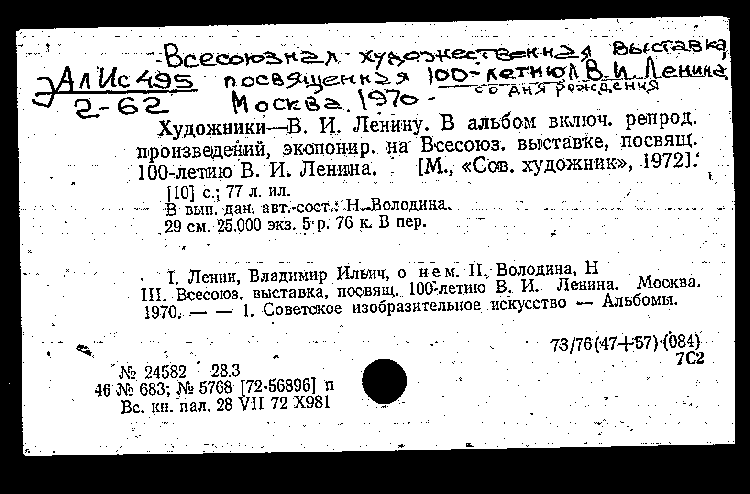 Всесоюзная художественная выставка,
АлИс 495 посвященная 100-летию В. И. Ленина
со дня рождения
2-62 Москва. 1970.
Художники—В. И. Ленину. В альбом включ. репрод.
произведений, экспонир. на Всесоюз. выставке, посвящ.
100-летию В. И. Ленина. [М., «Сов. художник», 1972].
[10] с.; 77 л. ил.
В вып. дан. авт.-сост.: Н. Володина.
29 см. 25.000 экз. 5 р. 76 к. В пер.
I. Ленин, Владимир Ильич, о нем. II. Володина, Н
III. Всесоюз. выставка, посвящ. 100-летию В. И. Ленина. Москва.
1970. — — 1. Советское изобразительное искусство — Альбомы.
73/76(47+57)(084)
7С2
№ 24582 28.3
46 № 683; № 5768 [72-56896] п
Вс. кн. пал. 28 VII 72 Х981